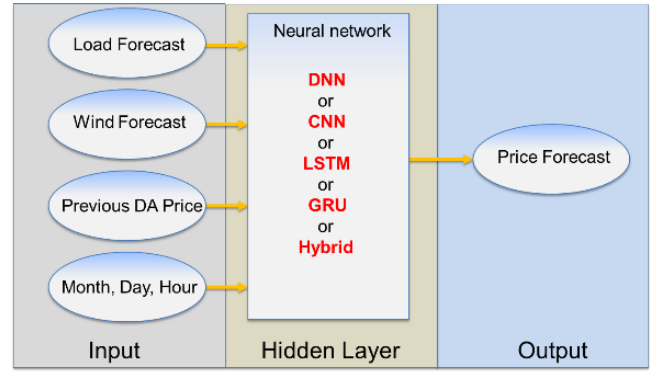 Load Forecast
Wind Forecast
Previous DA Price
Month, Day, Hour
Input
Neural network
DNN
or
CNN
or
LSTM
or
GRU
or
Hybrid
Hidden Layer
Price Forecast
Output